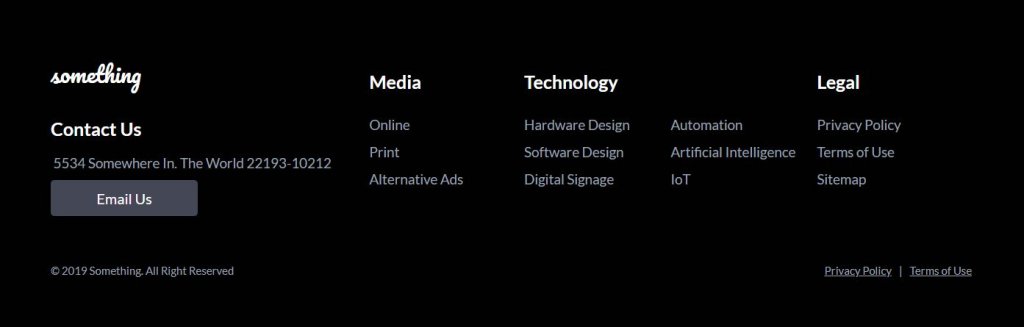 something
Contact Us
5534 Somewhere In. The World 22193-10212
Email Us
Media
Online
Print
Alternative Ads
Technology
Hardware Design
Software Design
Digital Signage
Automation
Artificial Intelligence
IoT
Legal
Privacy Policy
Terms of Use
Sitemap
© 2019 Something. All Right Reserved
Privacy Policy | Terms of Use